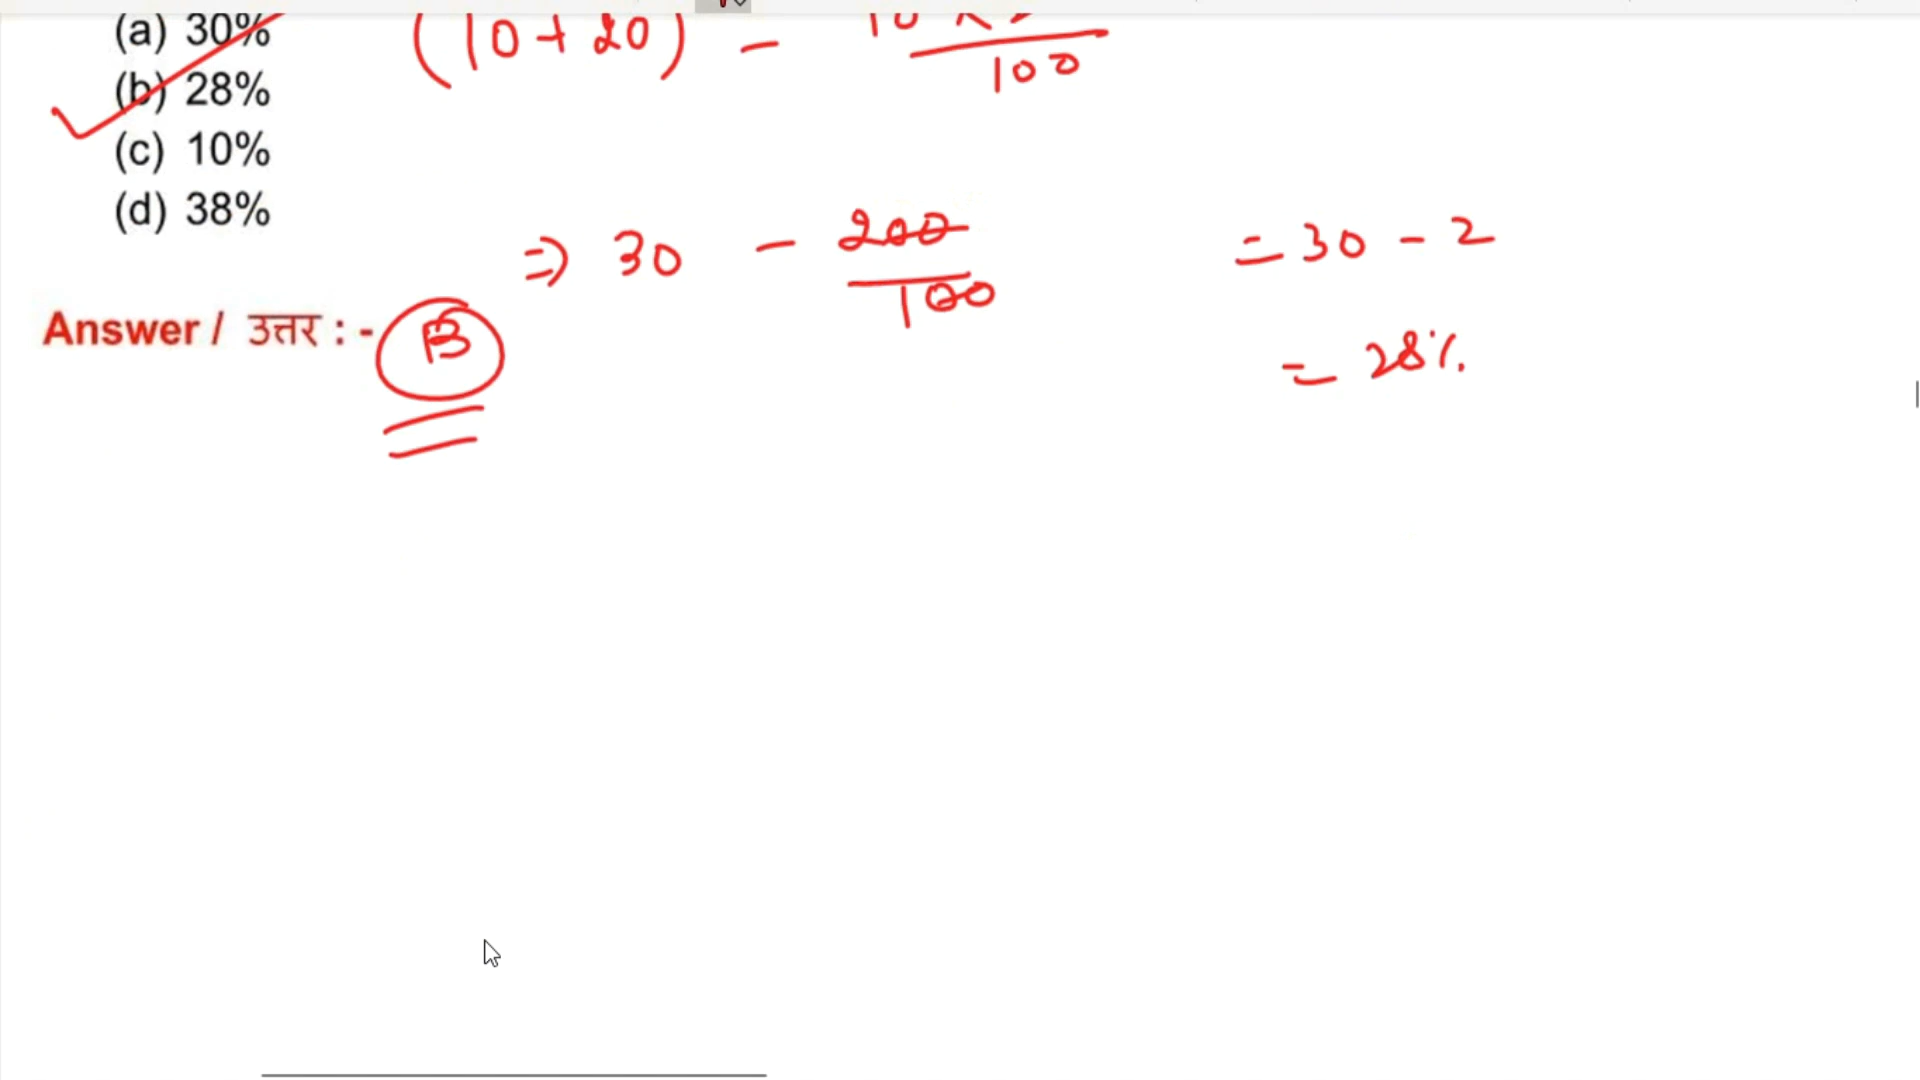 (a) 30%
(10 + 20) -
100
(b) 28%
(c) 10%
(d) 38%
⇒ 30 - 200/100 = 30 - 2
= 28%
Answer / उत्तर : - B